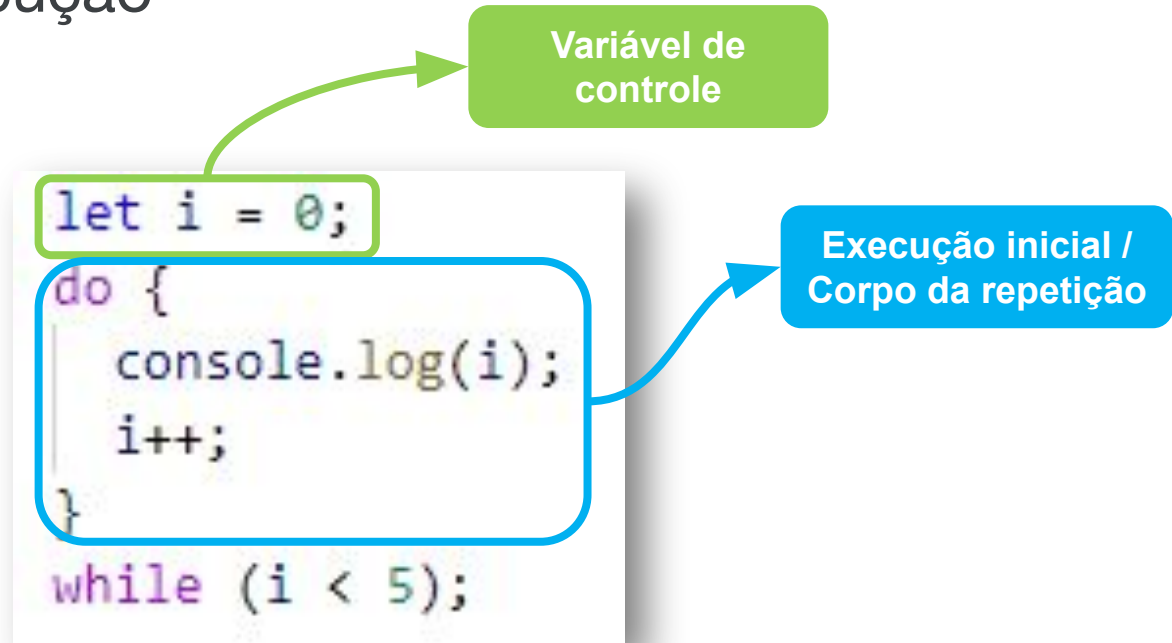 Variável de
controle
let i = 0;
Execução inicial /
Corpo da repetição
do {
console.log(i);
i++;
}
while (i < 5);